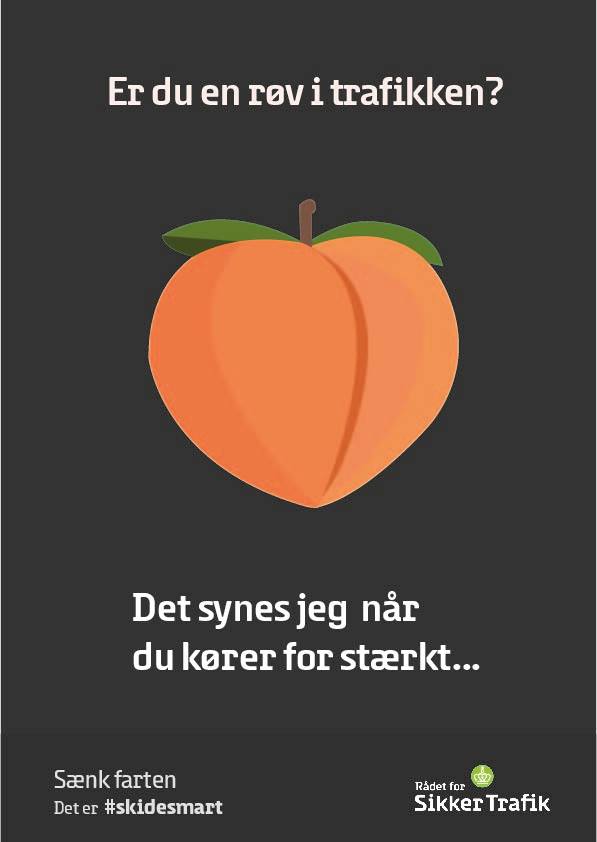 Er du en røv i trafikken?
Det synes jeg når
du kører for stærkt...
Sænk farten
Det er #skidesmart
Rådet for
Sikker Trafik